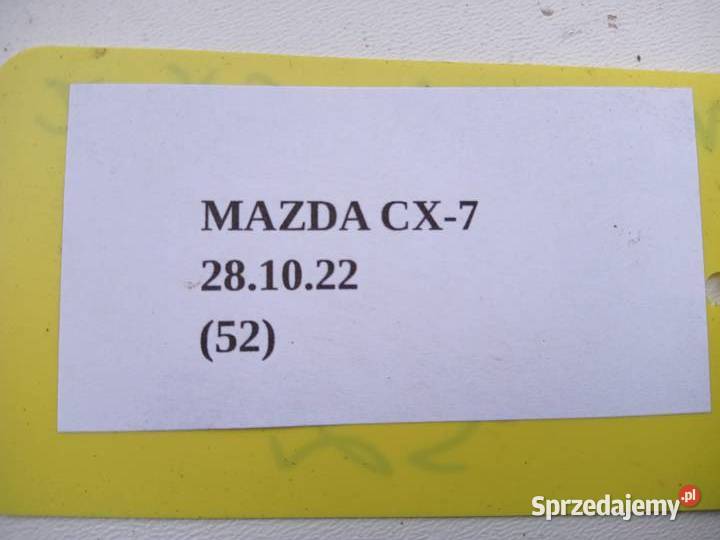 MAZDA CX-7
28.10.22
(52)
Sprzedajemy.pl